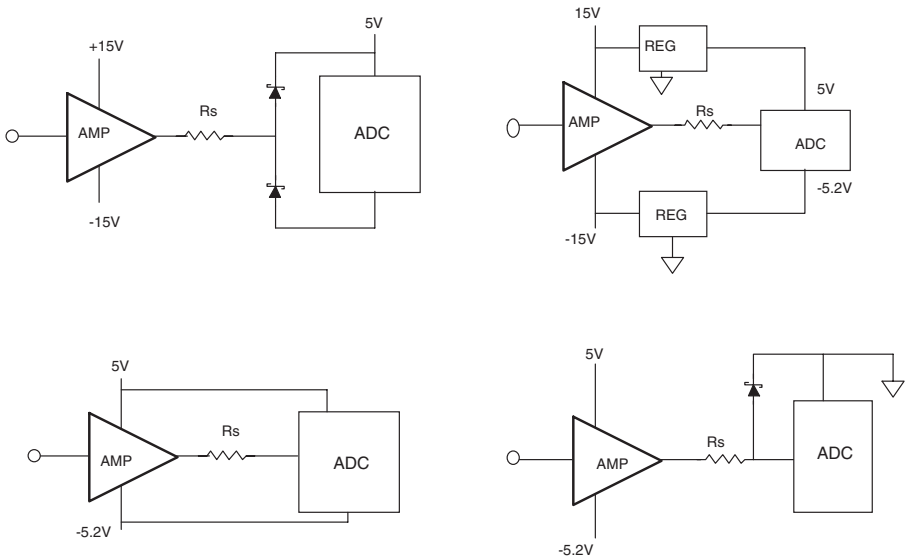 +15V
AMP
-15V
Rs
5V
ADC
15V
REG
AMP
Rs
5V
ADC
-5.2V
REG
-15V
5V
AMP
Rs
ADC
-5.2V
5V
AMP
Rs
ADC
-5.2V